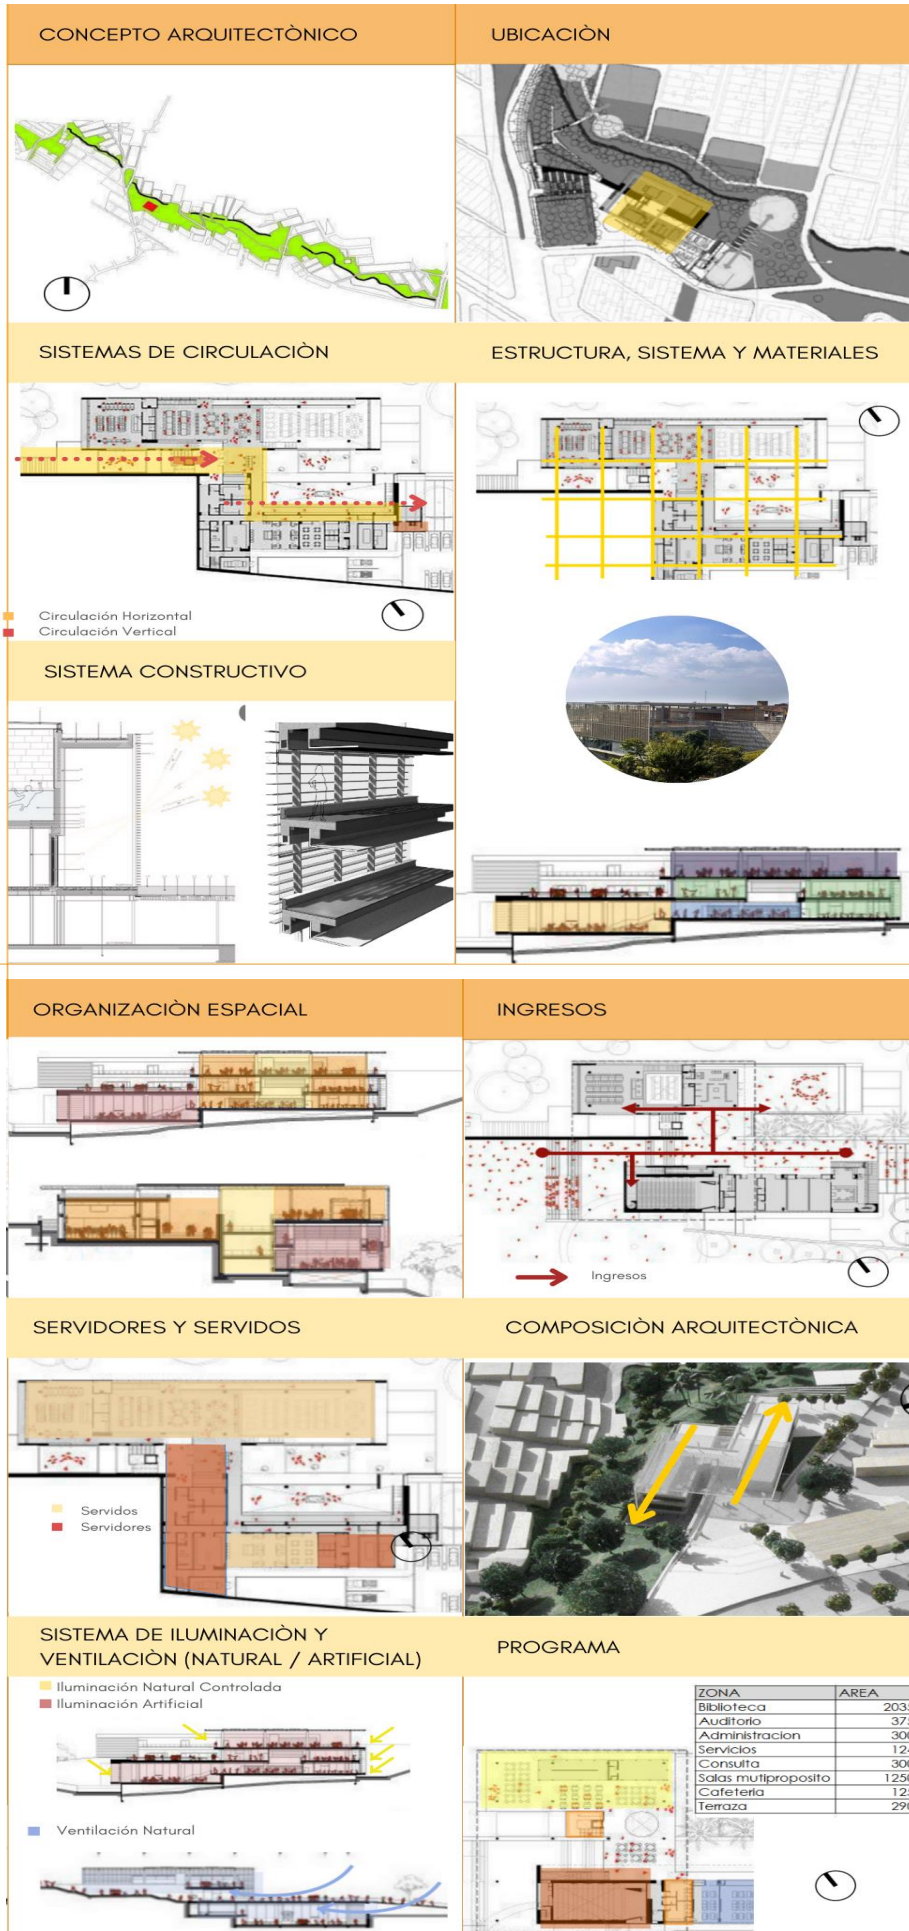 CONCEPTO ARQUITECTÒNICO
UBICACIÒN
SISTEMAS DE CIRCULACIÒN
ESTRUCTURA, SISTEMA Y MATERIALES
Circulación Horizontal
Circulación Vertical
SISTEMA CONSTRUCTIVO
ORGANIZACIÒN ESPACIAL
INGRESOS
Ingresos
SERVIDORES Y SERVIDOS
COMPOSICIÒN ARQUITECTÒNICA
Servidos
Servidores
SISTEMA DE ILUMINACIÒN Y
VENTILACIÒN (NATURAL / ARTIFICIAL)
Iluminación Natural Controlada
Iluminación Artificial
Ventilación Natural
PROGRAMA
ZONA AREA
Biblioteca
Auditorio
Administracion
Servicios
Consulta
Salas mutiproposito
Cafeteria
Terraza